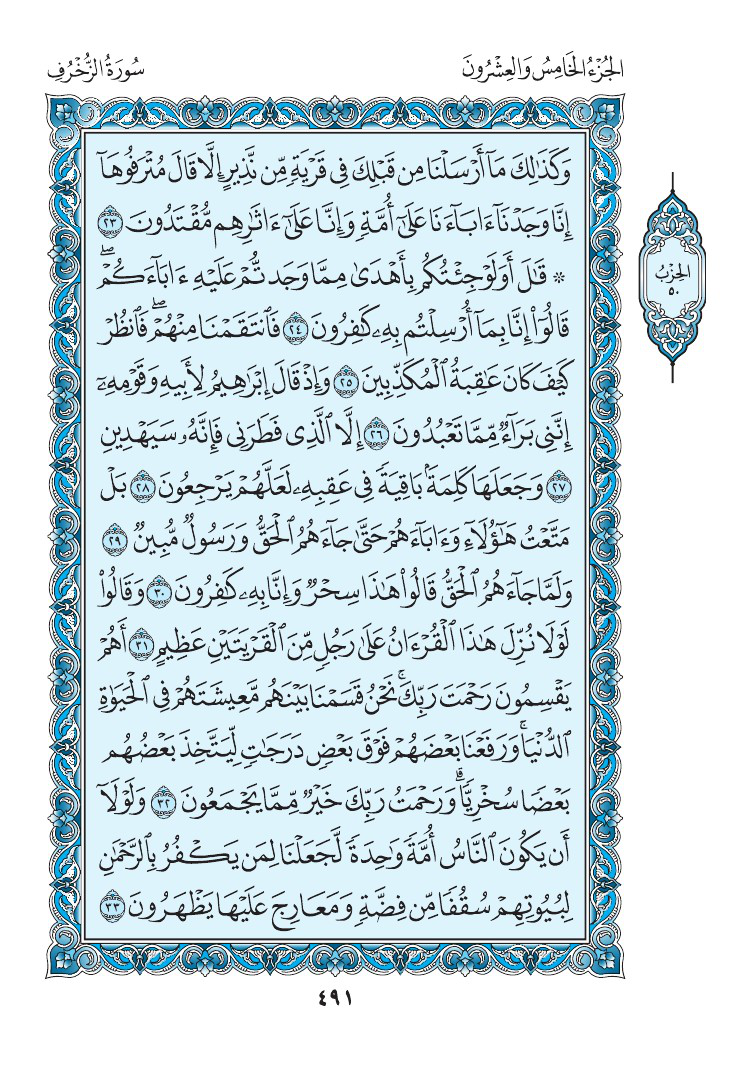 الجُزْءُ الخَامِسُ وَالعِشْرُونَ
سُورَةُ الزُّخْرُفِ
وَكَذَٰلِكَ مَآ أَرْسَلْنَا مِن قَبْلِكَ فِى قَرْيَةٍ مِّن نَّذِيرٍ إِلَّا قَالَ مُتْرَفُوهَآ
إِنَّا وَجَدْنَآ ءَابَآءَنَا عَلَىٰٓ أُمَّةٍ وَإِنَّا عَلَىٰٓ ءَاثَٰرِهِم مُّقْتَدُونَ ٢٣
۞ قَٰلَ أَوَلَوْ جِئْتُكُم بِأَهْدَىٰ مِمَّا وَجَدتُّمْ عَلَيْهِ ءَابَآءَكُمْۖ
قَالُوٓا۟ إِنَّا بِمَآ أُرْسِلْتُم بِهِۦ كَٰفِرُونَ ٢٤ فَٱنتَقَمْنَا مِنْهُمْۖ فَٱنظُرْ
كَيْفَ كَانَ عَٰقِبَةُ ٱلْمُكَذِّبِينَ ٢٥ وَإِذْ قَالَ إِبْرَٰهِيمُ لِأَبِيهِ وَقَوْمِهِۦٓ
إِنَّنِى بَرَآءٌ مِّمَّا تَعْبُدُونَ ٢٦ إِلَّا ٱلَّذِى فَطَرَنِى فَإِنَّهُۥ سَيَهْدِينِ
٢٧ وَجَعَلَهَا كَلِمَةًۢ بَاقِيَةً فِى عَقِبِهِۦ لَعَلَّهُمْ يَرْجِعُونَ ٢٨ بَلْ
مَتَّعْتُ هَٰٓؤُلَآءِ وَءَابَآءَهُمْ حَتَّىٰ جَآءَهُمُ ٱلْحَقُّ وَرَسُولٌ مُّبِينٌ ٢٩
وَلَمَّا جَآءَهُمُ ٱلْحَقُّ قَالُوا۟ هَٰذَا سِحْرٌ وَإِنَّا بِهِۦ كَٰفِرُونَ ٣٠ وَقَالُوا۟
لَوْلَا نُزِّلَ هَٰذَا ٱلْقُرْءَانُ عَلَىٰ رَجُلٍ مِّنَ ٱلْقَرْيَتَيْنِ عَظِيمٍ ٣١ أَهُمْ
يَقْسِمُونَ رَحْمَتَ رَبِّكَۚ نَحْنُ قَسَمْنَا بَيْنَهُم مَّعِيشَتَهُمْ فِى ٱلْحَيَوٰةِ
ٱلدُّنْيَاۚ وَرَفَعْنَا بَعْضَهُمْ فَوْقَ بَعْضٍ دَرَجَٰتٍ لِّيَتَّخِذَ بَعْضُهُم
بَعْضًا سُخْرِيًّاۗ وَرَحْمَتُ رَبِّكَ خَيْرٌ مِّمَّا يَجْمَعُونَ ٣٢ وَلَوْلَآ
أَن يَكُونَ ٱلنَّاسُ أُمَّةً وَٰحِدَةً لَّجَعَلْنَا لِمَن يَكْفُرُ بِٱلرَّحْمَٰنِ
لِبُيُوتِهِمْ سُقُفًا مِّن فِضَّةٍ وَمَعَارِجَ عَلَيْهَا يَظْهَرُونَ ٣٣
الحِزْبُ
٥٠
٤٩١